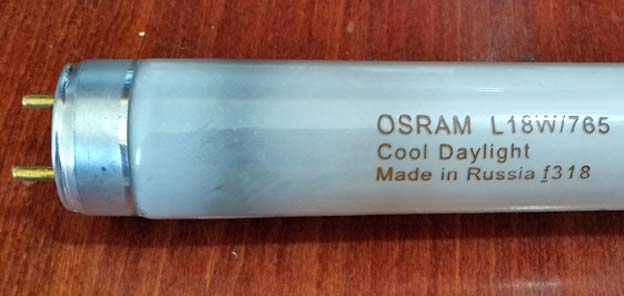 OSRAM L18W/765
Cool Daylight
Made in Russia f318